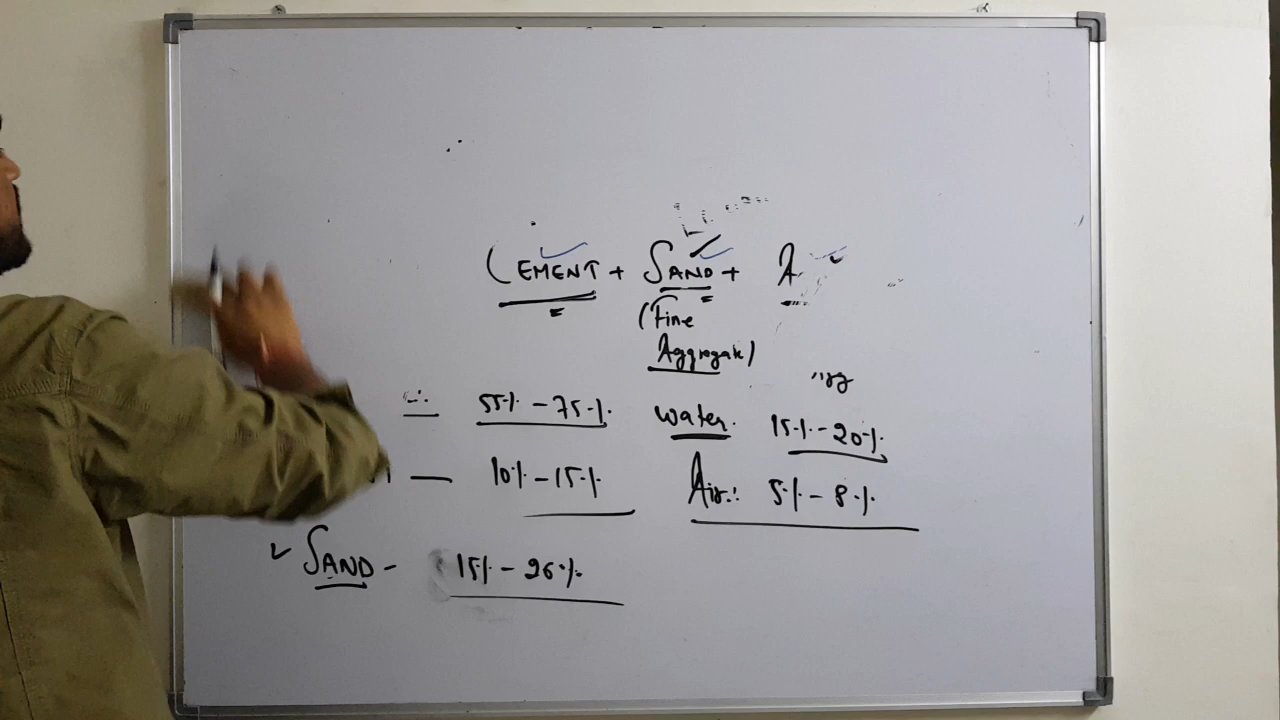 CEMENT + SAND + A
(Fine
Aggregate)
55% - 75%. water. 15% - 20%
— 10% - 15% Air: 5% - 8%
SAND - 15% - 26%